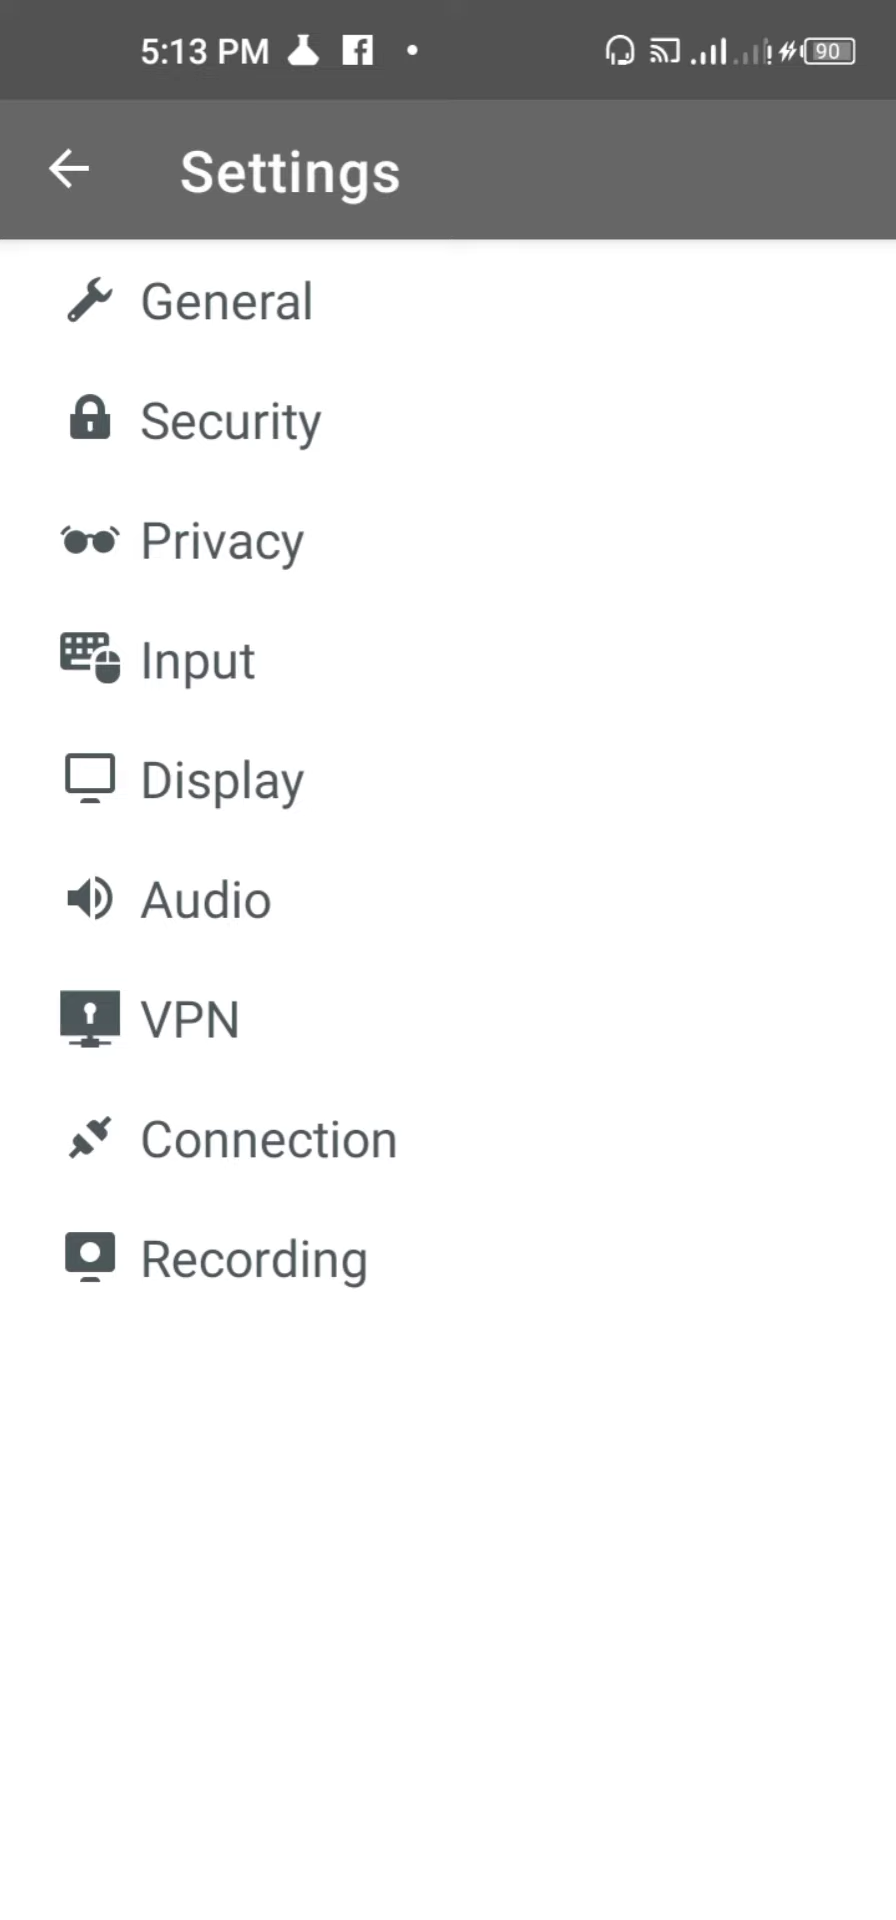 5:13 PM 90
Settings
General
Security
Privacy
Input
Display
Audio
VPN
Connection
Recording